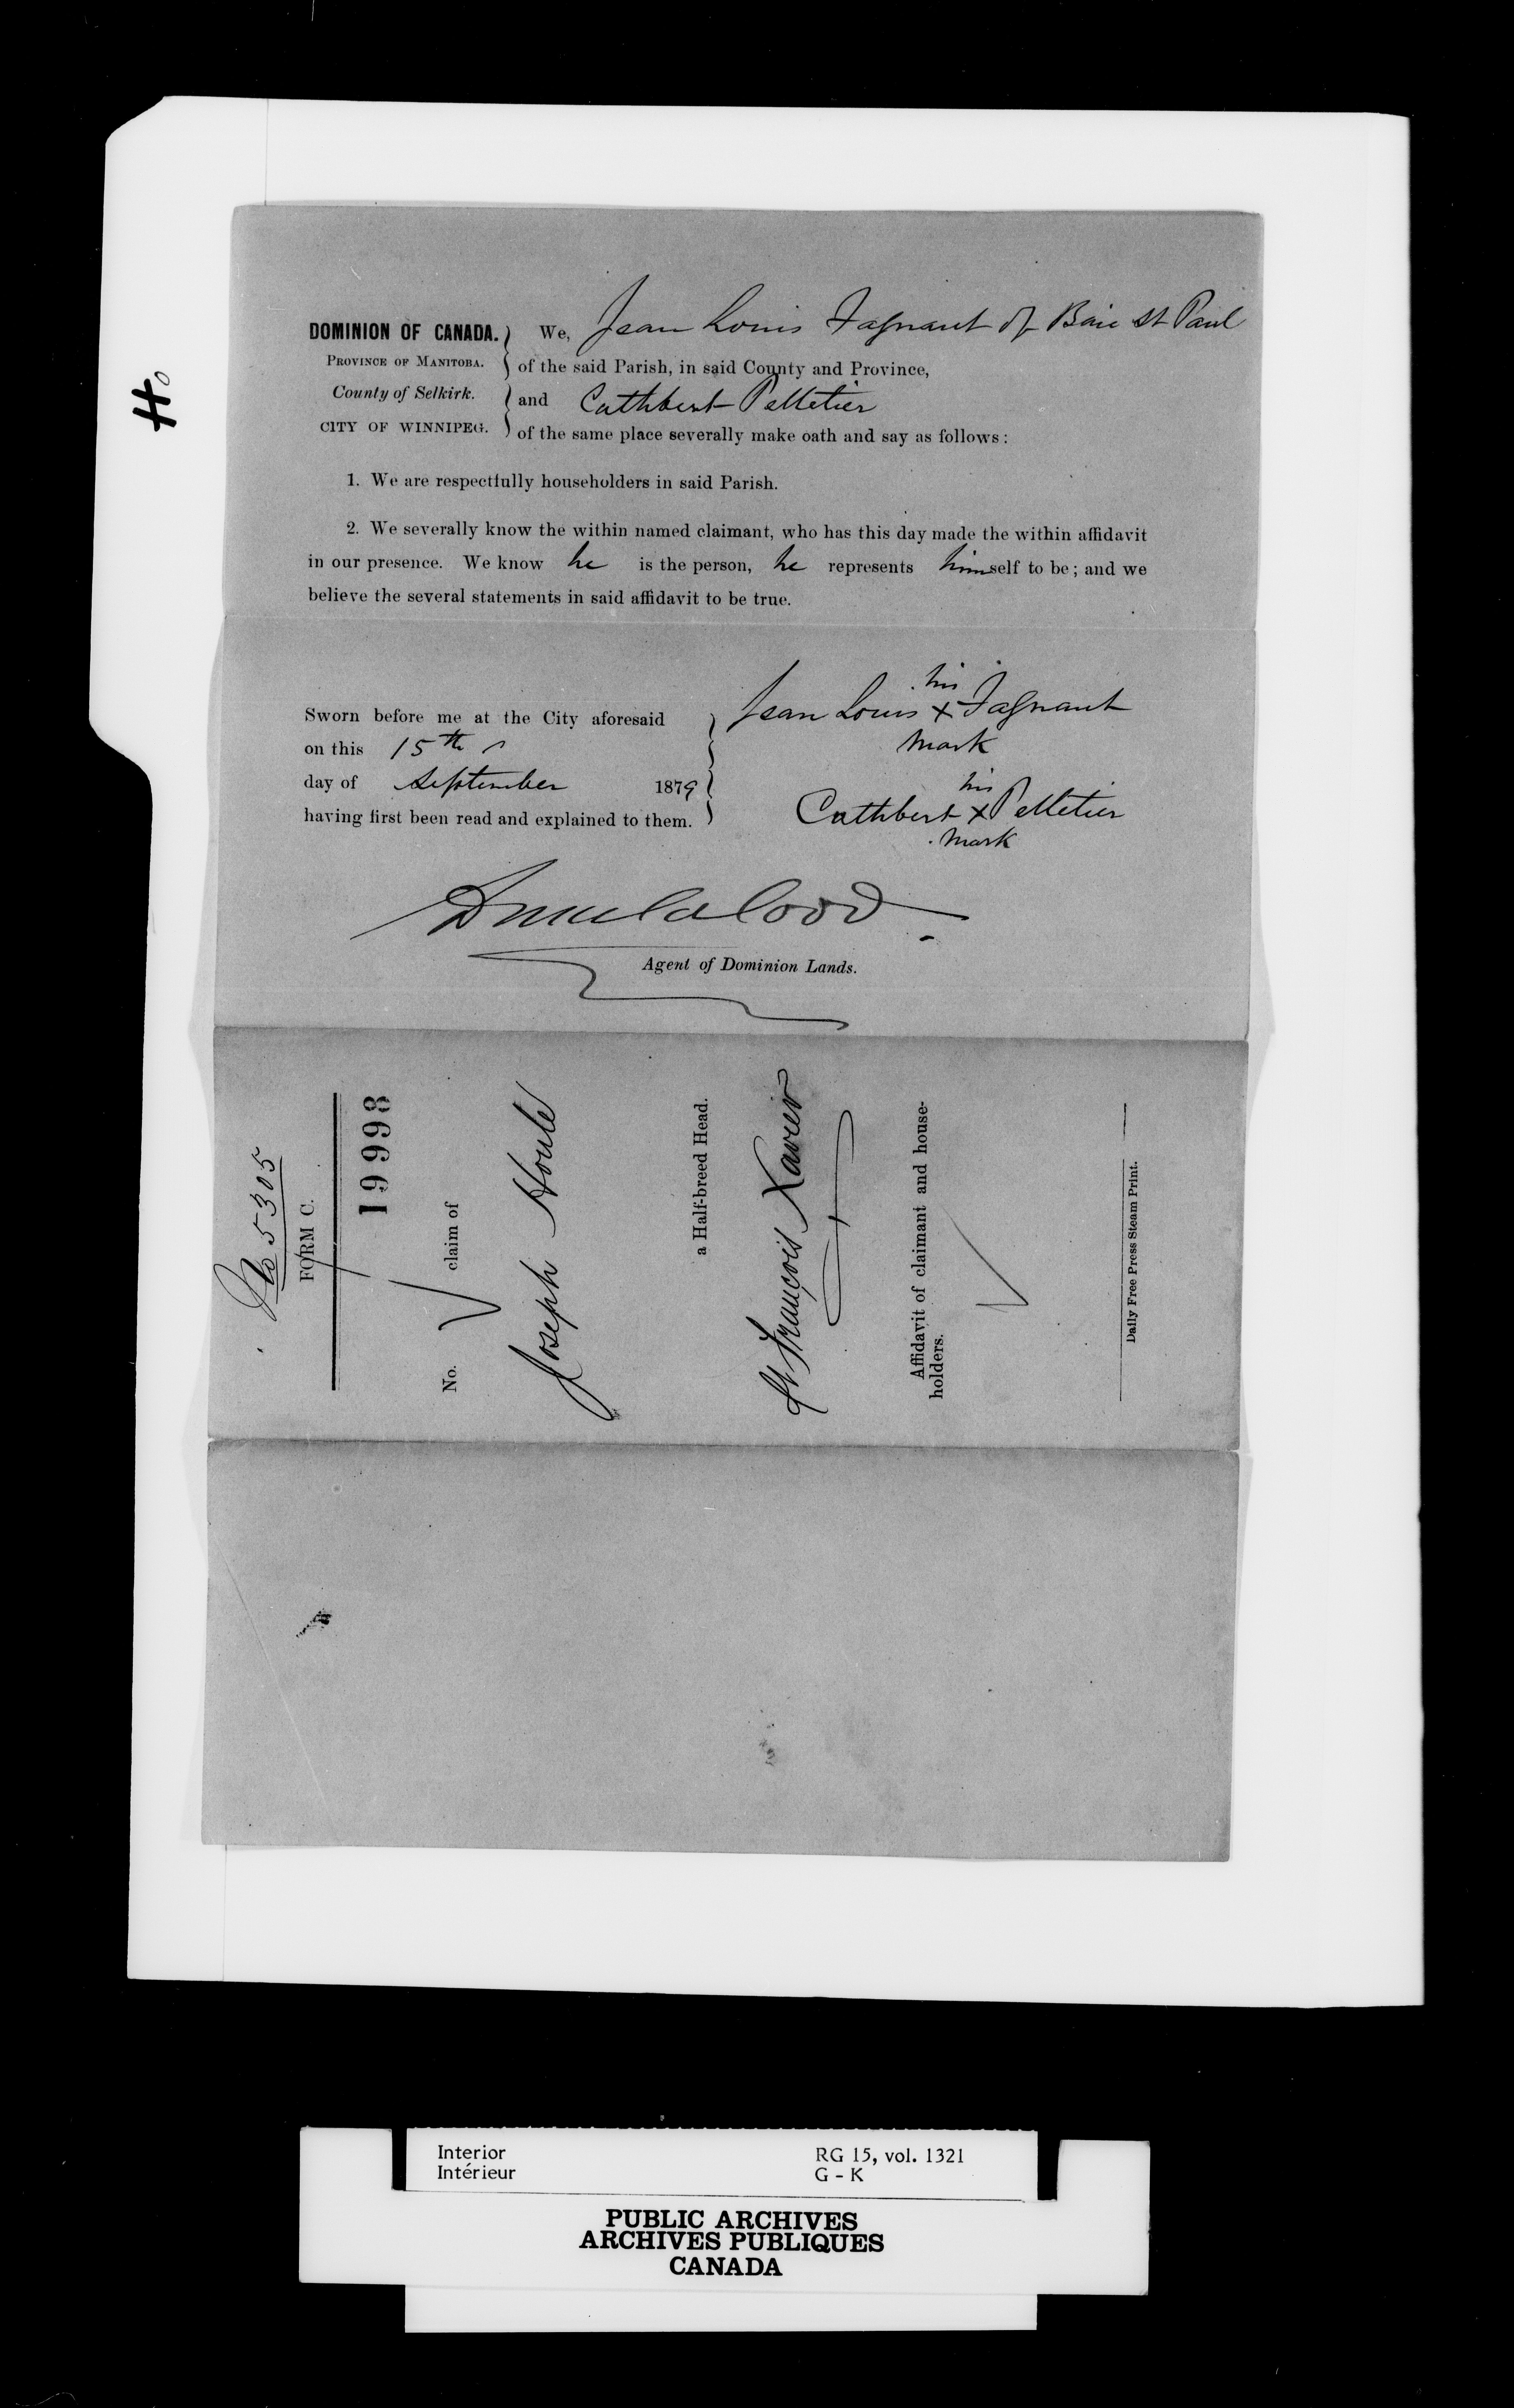 Ho
DOMINION OF CANADA. We, Jean Louis Fagnant of Baie St Paul
PROVINCE OF MANITOBA. of the said Parish, in said County and Province,
County of Selkirk. and Cuthbert Pelletier
CITY OF WINNIPEG. of the same place severally make oath and say as follows:
1. We are respectfully householders in said Parish.
2. We severally know the within named claimant, who has this day made the within affidavit
in our presence. We know he is the person, he represents himself to be; and we
believe the several statements in said affidavit to be true.
his
Sworn before me at the City aforesaid Jean Louis x Fagnant
on this 15th mark
day of September 1879 his
having first been read and explained to them. Cuthbert x Pelletier
mark
Agent of Dominion Lands.
No 5305
FORM C.
19998
No. claim of
Joseph Houle
a Half-breed Head.
St François Xavier
Affidavit of claimant and house-
holders.
Daily Free Press Steam Print.
Interior RG 15, vol. 1321
Intérieur G - K
PUBLIC ARCHIVES
ARCHIVES PUBLIQUES
CANADA